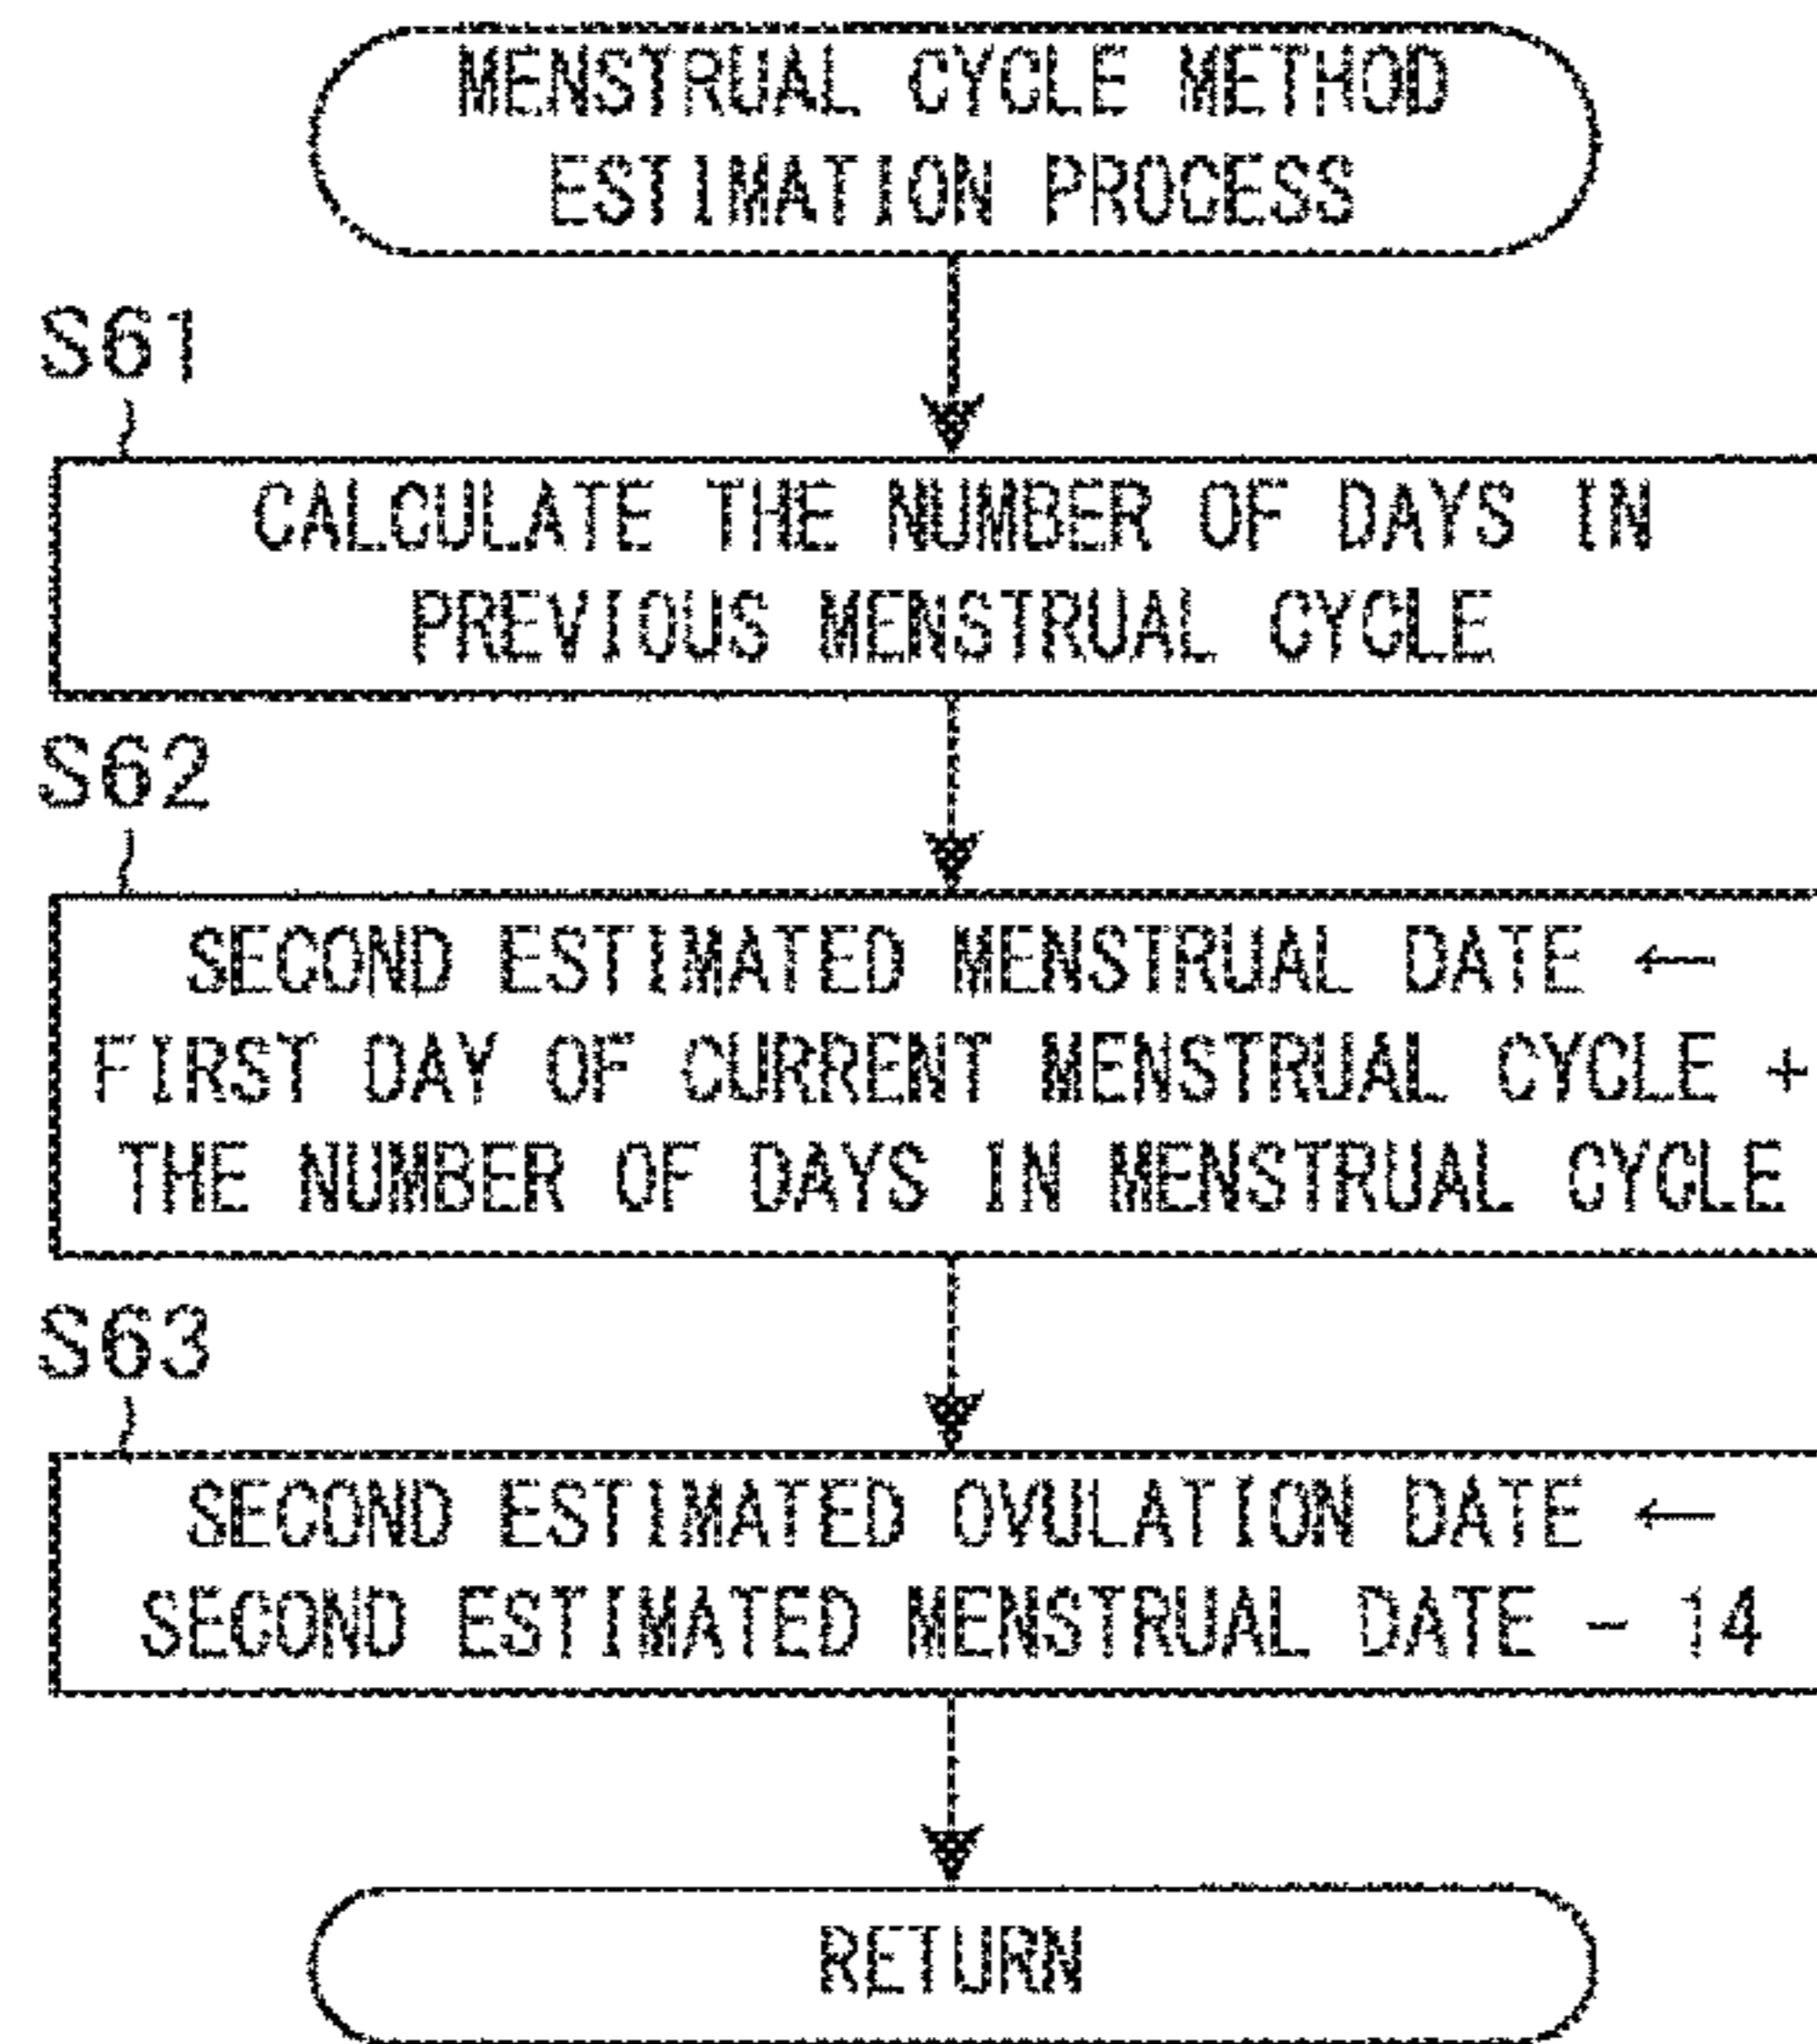 MENSTRUAL CYCLE METHOD
ESTIMATION PROCESS
S61
CALCULATE THE NUMBER OF DAYS IN
PREVIOUS MENSTRUAL CYCLE
S62
SECOND ESTIMATED MENSTRUAL DATE ←
FIRST DAY OF CURRENT MENSTRUAL CYCLE +
THE NUMBER OF DAYS IN MENSTRUAL CYCLE
S63
SECOND ESTIMATED OVULATION DATE ←
SECOND ESTIMATED MENSTRUAL DATE - 14
RETURN